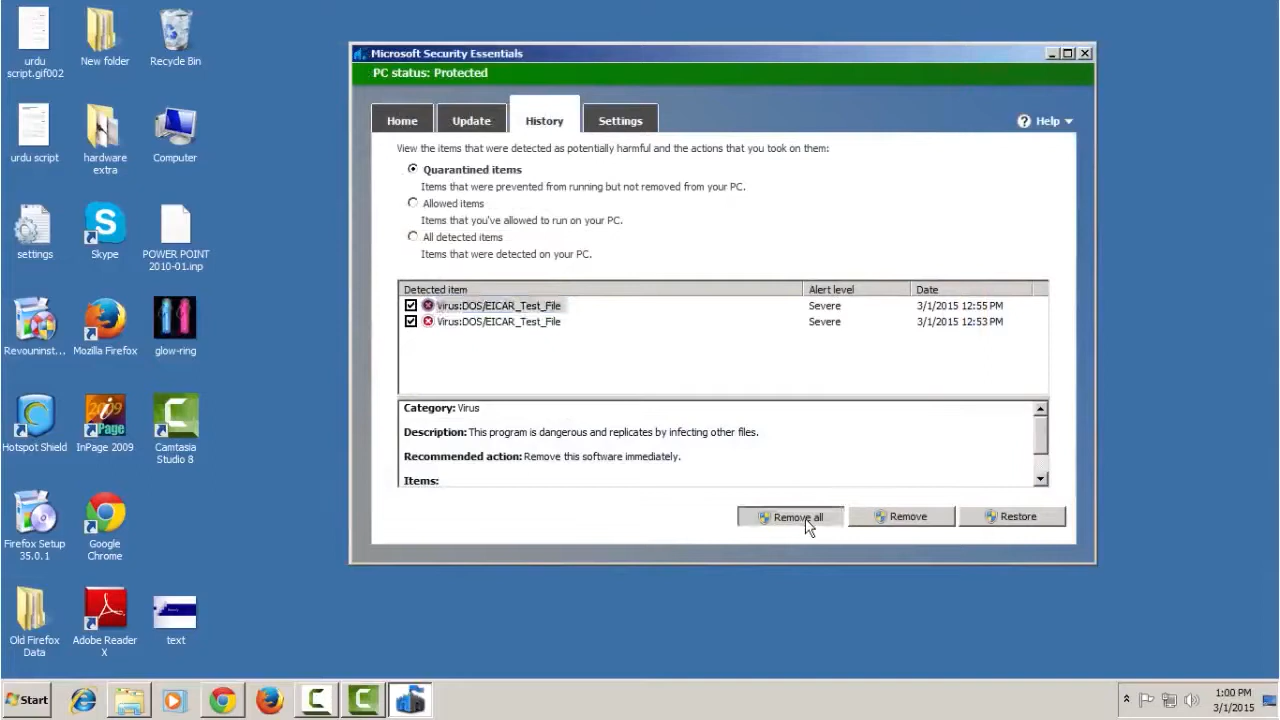 urdu script.gif002
New folder
Recycle Bin
urdu script
hardware extra
Computer
settings
Skype
POWER POINT 2010-01.inp
Revouninst...
Mozilla Firefox
glow-ring
Hotspot Shield
InPage 2009
Camtasia Studio 8
Firefox Setup 35.0.1
Google Chrome
Old Firefox Data
Adobe Reader X
text
Microsoft Security Essentials
PC status: Protected
Home Update History Settings Help
View the items that were detected as potentially harmful and the actions that you took on them:
Quarantined items
Items that were prevented from running but not removed from your PC.
Allowed items
Items that you've allowed to run on your PC.
All detected items
Items that were detected on your PC.
Detected item Alert level Date
Virus:DOS/EICAR_Test_File Severe 3/1/2015 12:55 PM
Virus:DOS/EICAR_Test_File Severe 3/1/2015 12:53 PM
Category: Virus
Description: This program is dangerous and replicates by infecting other files.
Recommended action: Remove this software immediately.
Items:
Remove all Remove Restore
Start
1:00 PM
3/1/2015